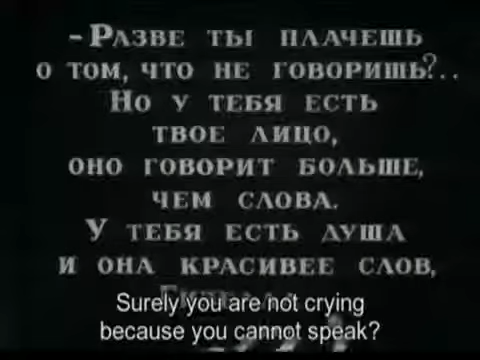 - РАЗВЕ ТЫ ПЛАЧЕШЬ
О ТОМ, ЧТО НЕ ГОВОРИШЬ?..
НО У ТЕБЯ ЕСТЬ
ТВОЕ ЛИЦО,
ОНО ГОВОРИТ БОЛЬШЕ,
ЧЕМ СЛОВА.
У ТЕБЯ ЕСТЬ ДУША
И ОНА КРАСИВЕЕ СЛОВ,
Surely you are not crying
because you cannot speak?